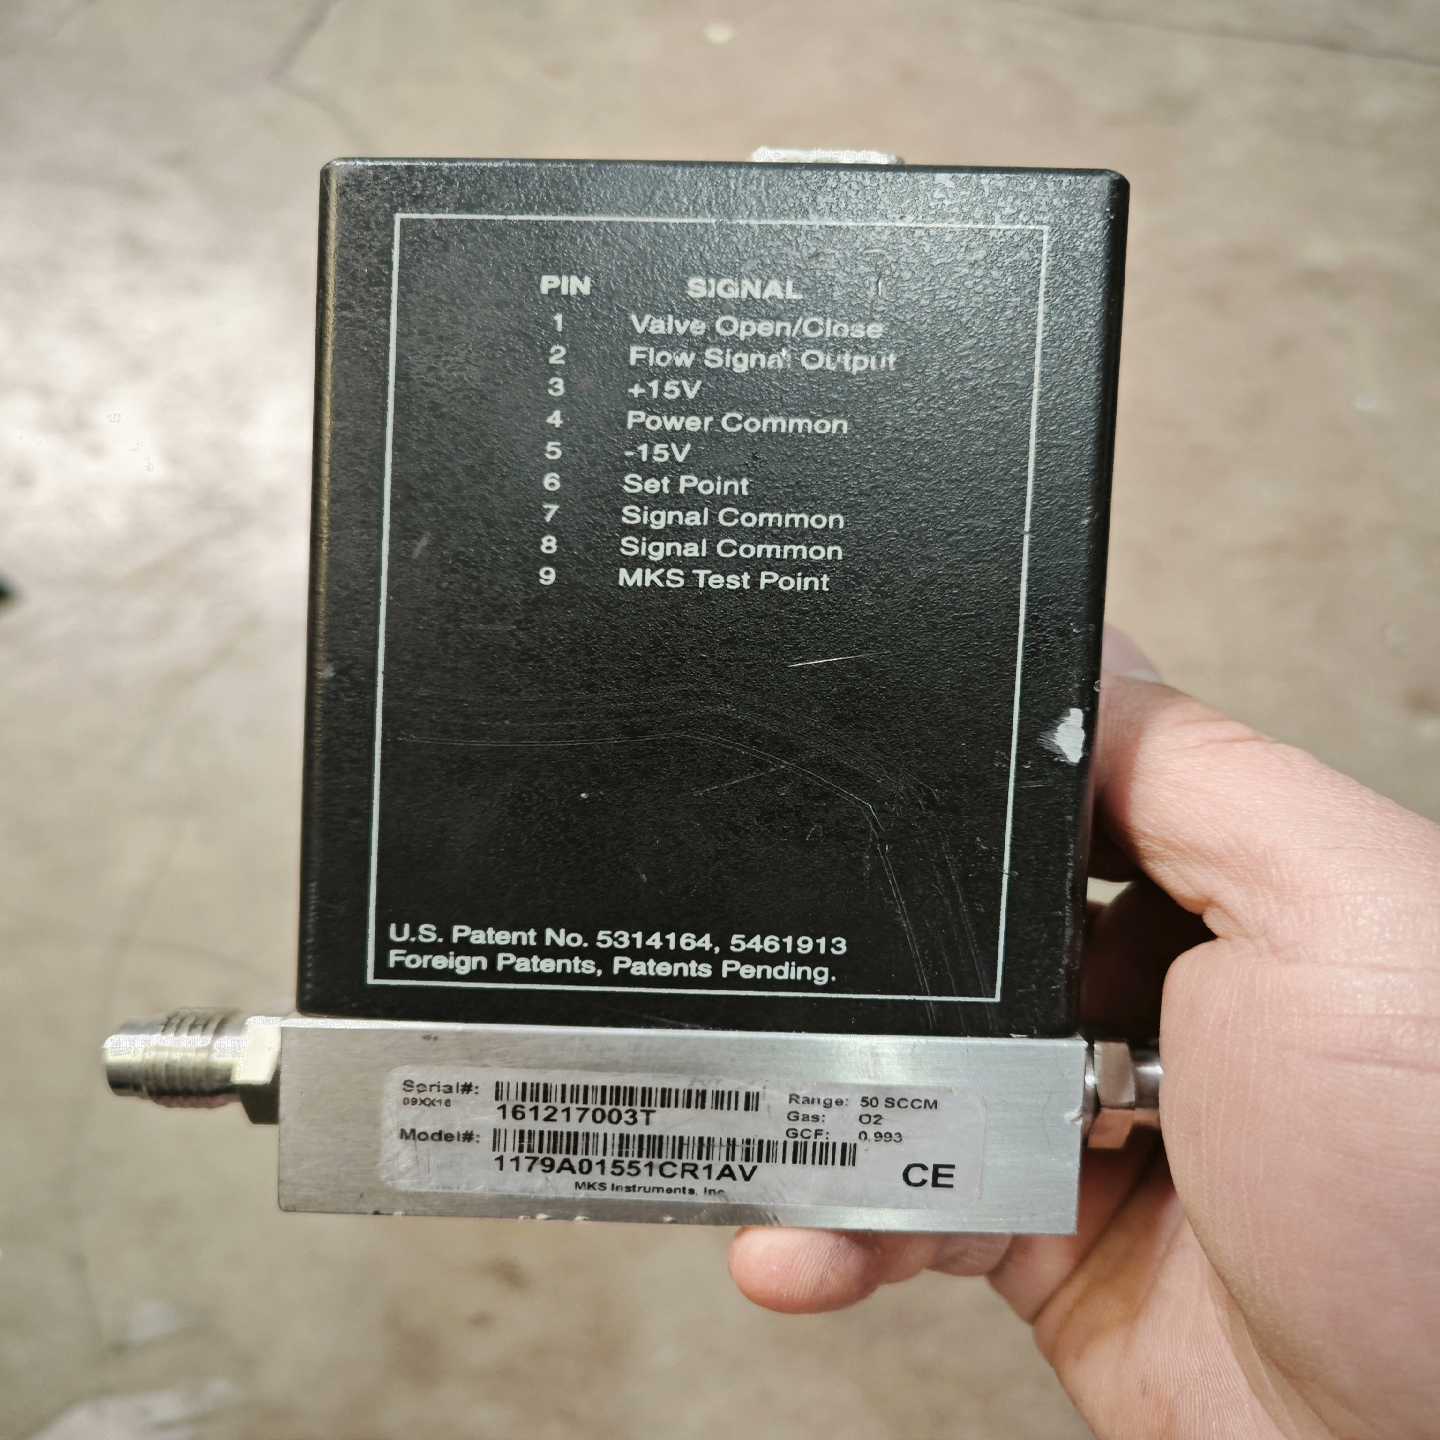 PIN SIGNAL
1 Valve Open/Close
2 Flow Signal Output
3 +15V
4 Power Common
5 -15V
6 Set Point
7 Signal Common
8 Signal Common
9 MKS Test Point
U.S. Patent No. 5314164, 5461913
Foreign Patents, Patents Pending.
Serial#:
09XX16
161217003T
Model#:
1179A01551CR1AV
MKS Instruments, Inc
Range: 50 SCCM
Gas: O2
GCF: 0.993
CE